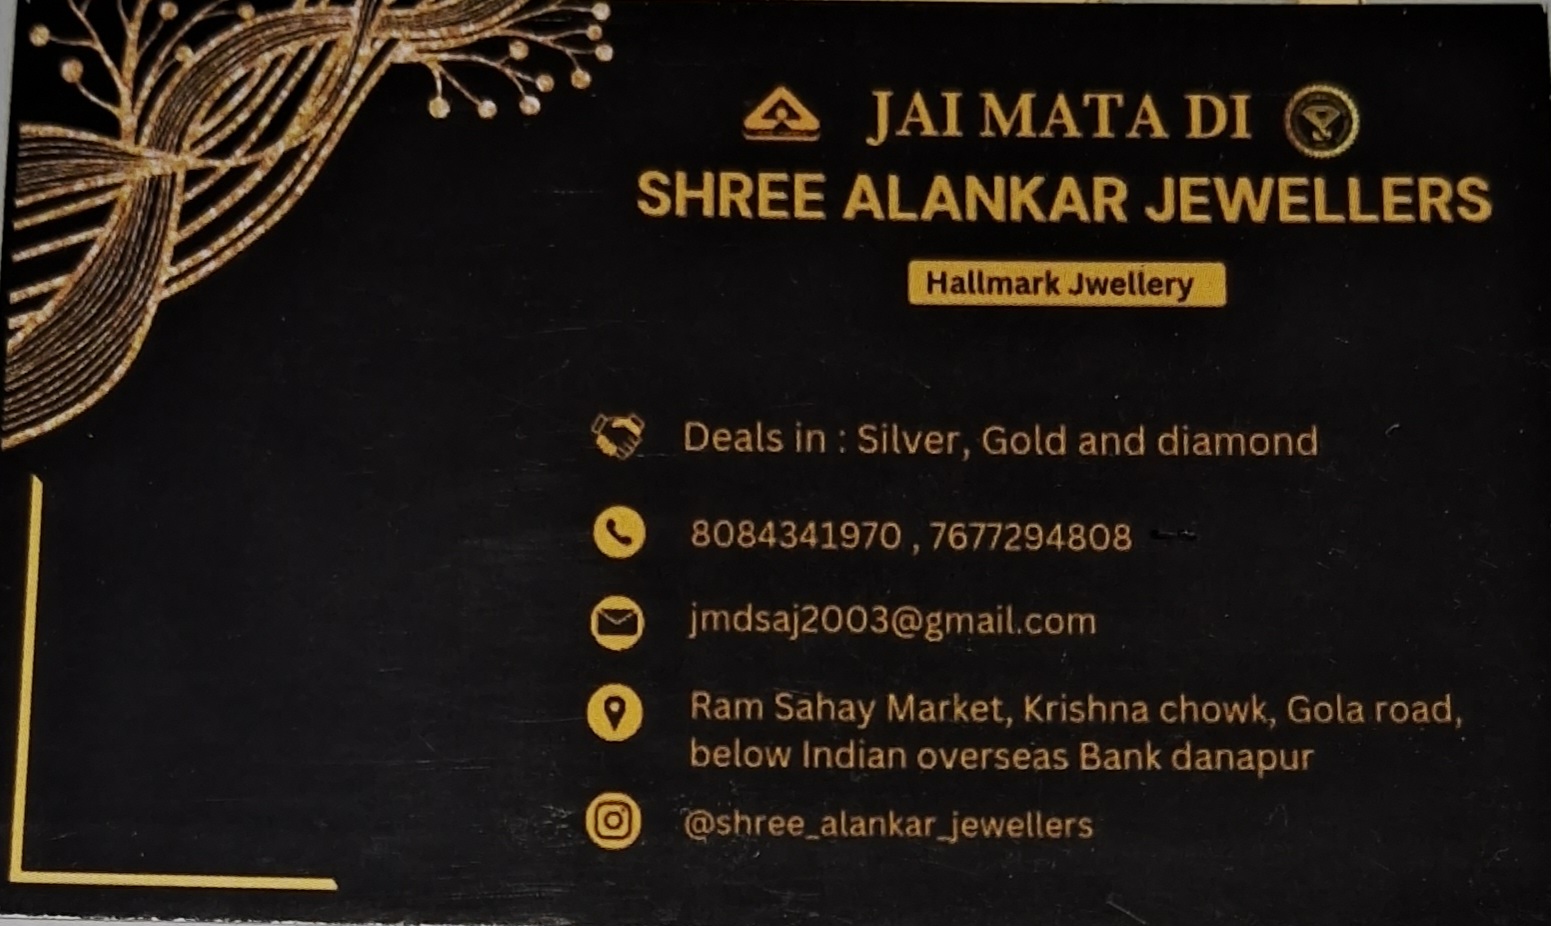 JAI MATA DI
SHREE ALANKAR JEWELLERS
Hallmark Jwellery
Deals in : Silver, Gold and diamond
8084341970 , 7677294808
jmdsaj2003@gmail.com
Ram Sahay Market, Krishna chowk, Gola road,
below Indian overseas Bank danapur
@shree_alankar_jewellers